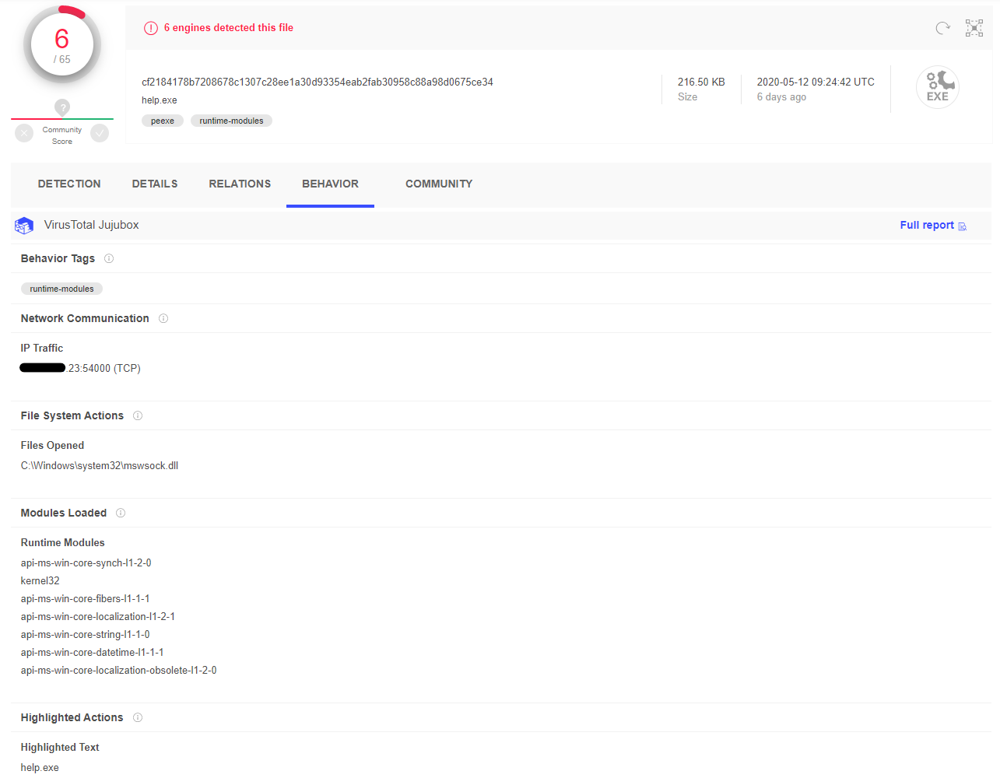 6
/ 65
?
Community
Score
6 engines detected this file
cf2184178b7208678c1307c28ee1a30d93354eab2fab30958c88a98d0675ce34
help.exe
peexe runtime-modules
216.50 KB
Size
2020-05-12 09:24:42 UTC
6 days ago
EXE
DETECTION DETAILS RELATIONS BEHAVIOR COMMUNITY
VirusTotal Jujubox Full report
Behavior Tags
runtime-modules
Network Communication
IP Traffic
.23:54000 (TCP)
File System Actions
Files Opened
C:\Windows\system32\mswsock.dll
Modules Loaded
Runtime Modules
api-ms-win-core-synch-l1-2-0
kernel32
api-ms-win-core-fibers-l1-1-1
api-ms-win-core-localization-l1-2-1
api-ms-win-core-string-l1-1-0
api-ms-win-core-datetime-l1-1-1
api-ms-win-core-localization-obsolete-l1-2-0
Highlighted Actions
Highlighted Text
help.exe